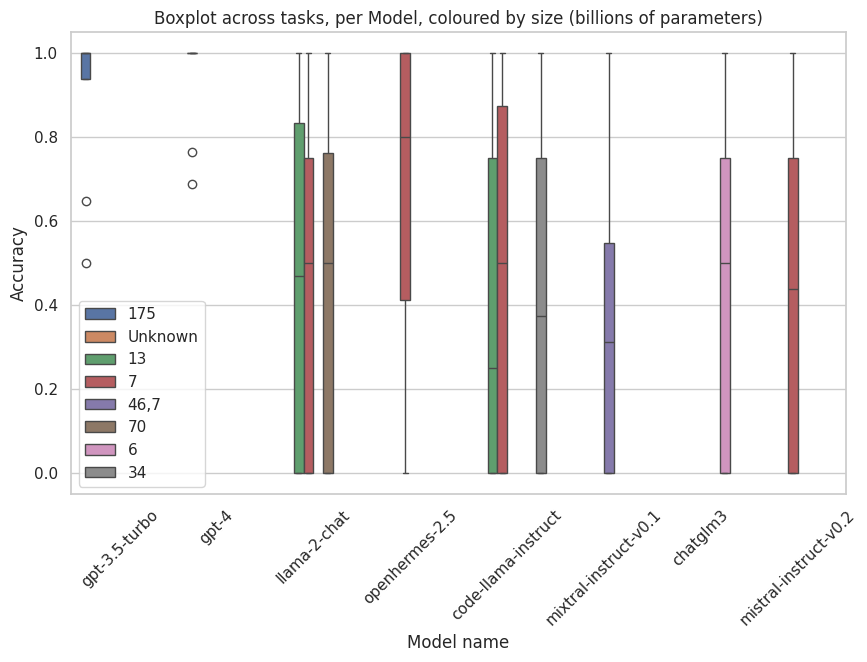 Boxplot across tasks, per Model, coloured by size (billions of parameters)
Accuracy
1.0
0.8
0.6
0.4
0.2
0.0
175
Unknown
13
7
46,7
70
6
34
gpt-3.5-turbo
gpt-4
llama-2-chat
openhermes-2.5
code-llama-instruct
mixtral-instruct-v0.1
chatglm3
mistral-instruct-v0.2
Model name